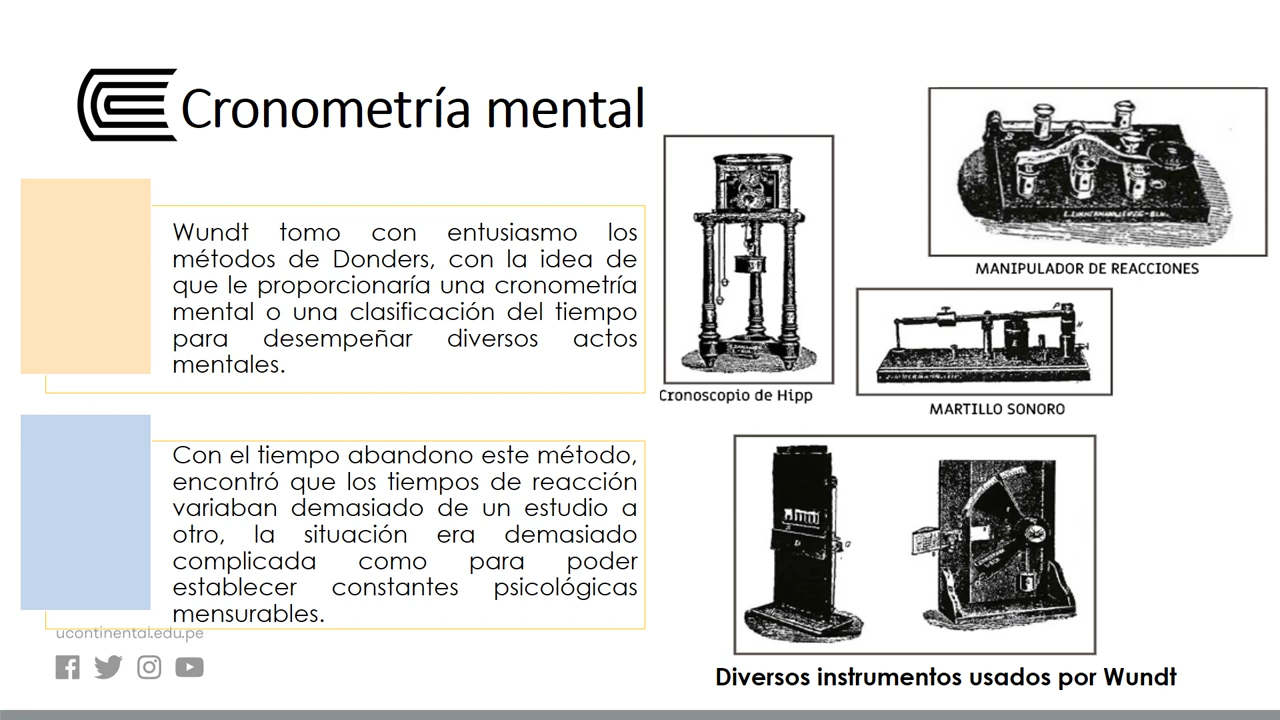 Cronometría mental
Wundt tomo con entusiasmo los
métodos de Donders, con la idea de
que le proporcionaría una cronometría
mental o una clasificación del tiempo
para desempeñar diversos actos
mentales.
Con el tiempo abandono este método,
encontró que los tiempos de reacción
variaban demasiado de un estudio a
otro, la situación era demasiado
complicada como para poder
establecer constantes psicológicas
mensurables.
ucontinental.edu.pe
MANIPULADOR DE REACCIONES
Cronoscopio de Hipp
MARTILLO SONORO
Diversos instrumentos usados por Wundt